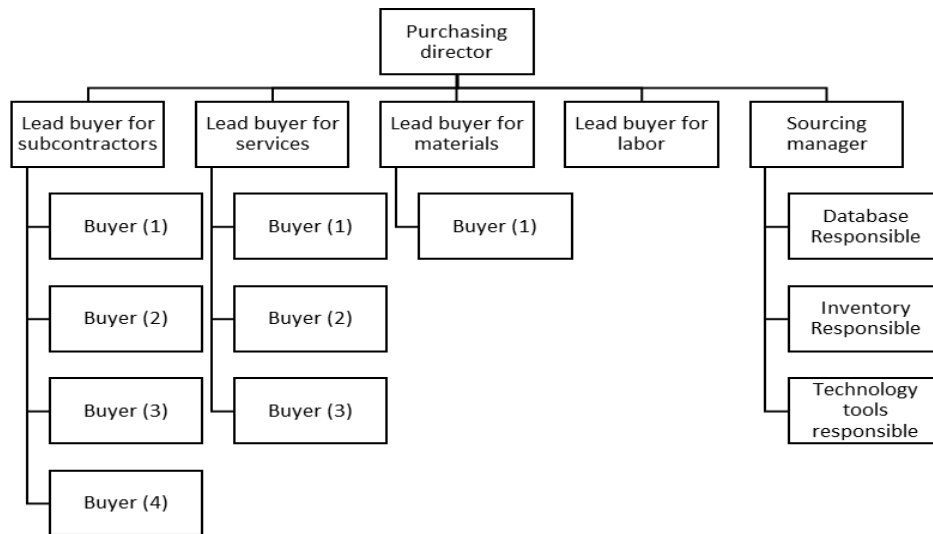 Purchasing
director
Lead buyer for
subcontractors
Lead buyer for
services
Lead buyer for
materials
Lead buyer for
labor
Sourcing
manager
Buyer (1)
Buyer (2)
Buyer (3)
Buyer (4)
Buyer (1)
Buyer (2)
Buyer (3)
Buyer (1)
Database
Responsible
Inventory
Responsible
Technology
tools
responsible